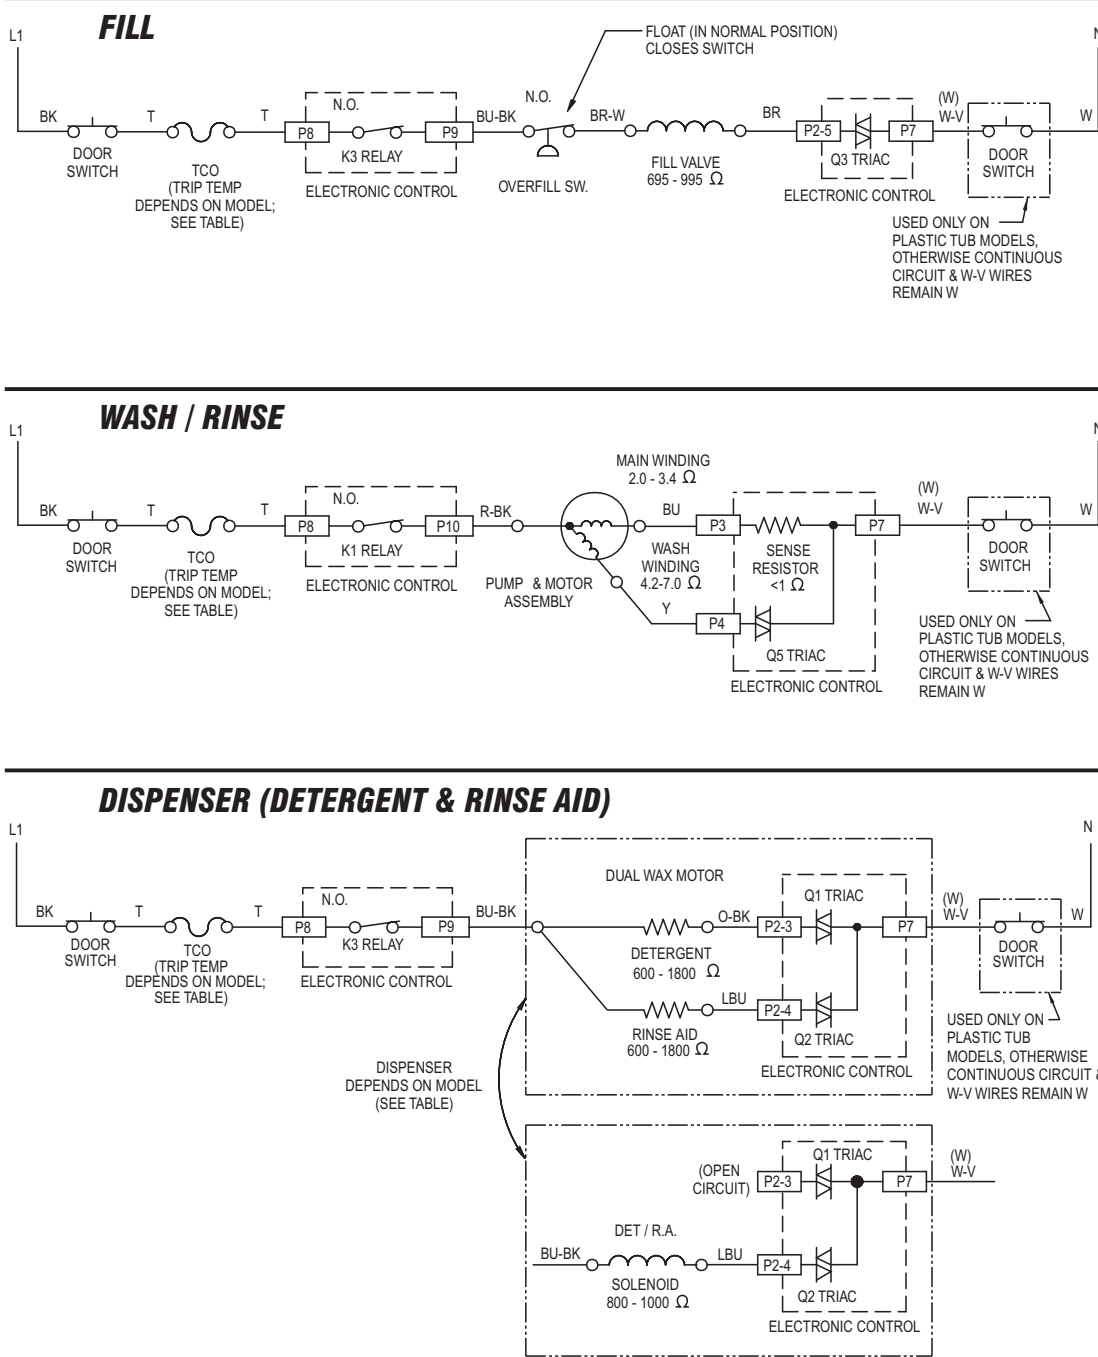 FILL
L1
N
FLOAT (IN NORMAL POSITION)
CLOSES SWITCH
BK
T
T
N.O.
N.O.
BU-BK
BR-W
BR
(W)
W-V
W
P8
P9
P2-5
P7
DOOR
SWITCH
TCO
(TRIP TEMP
DEPENDS ON MODEL;
SEE TABLE)
K3 RELAY
ELECTRONIC CONTROL
OVERFILL SW.
FILL VALVE
695 - 995 Ω
Q3 TRIAC
ELECTRONIC CONTROL
DOOR
SWITCH
USED ONLY ON
PLASTIC TUB MODELS,
OTHERWISE CONTINUOUS
CIRCUIT & W-V WIRES
REMAIN W
WASH / RINSE
L1
N
MAIN WINDING
2.0 - 3.4 Ω
BK
T
T
N.O.
R-BK
BU
(W)
W-V
W
P8
P10
P3
P7
DOOR
SWITCH
TCO
(TRIP TEMP
DEPENDS ON MODEL;
SEE TABLE)
K1 RELAY
ELECTRONIC CONTROL
PUMP & MOTOR
ASSEMBLY
WASH
WINDING
4.2-7.0 Ω
SENSE
RESISTOR
<1 Ω
DOOR
SWITCH
Y
P4
Q5 TRIAC
ELECTRONIC CONTROL
USED ONLY ON
PLASTIC TUB MODELS,
OTHERWISE CONTINUOUS
CIRCUIT & W-V WIRES
REMAIN W
DISPENSER (DETERGENT & RINSE AID)
L1
N
DUAL WAX MOTOR
BK
T
T
N.O.
BU-BK
O-BK
Q1 TRIAC
(W)
W-V
W
P8
P9
P2-3
P7
DOOR
SWITCH
TCO
(TRIP TEMP
DEPENDS ON MODEL;
SEE TABLE)
K3 RELAY
ELECTRONIC CONTROL
DETERGENT
600 - 1800 Ω
DOOR
SWITCH
LBU
P2-4
RINSE AID
600 - 1800 Ω
Q2 TRIAC
ELECTRONIC CONTROL
USED ONLY ON
PLASTIC TUB
MODELS, OTHERWISE
CONTINUOUS CIRCUIT &
W-V WIRES REMAIN W
DISPENSER
DEPENDS ON MODEL
(SEE TABLE)
(OPEN
CIRCUIT)
P2-3
Q1 TRIAC
P7
(W)
W-V
DET / R.A.
BU-BK
LBU
P2-4
SOLENOID
800 - 1000 Ω
Q2 TRIAC
ELECTRONIC CONTROL